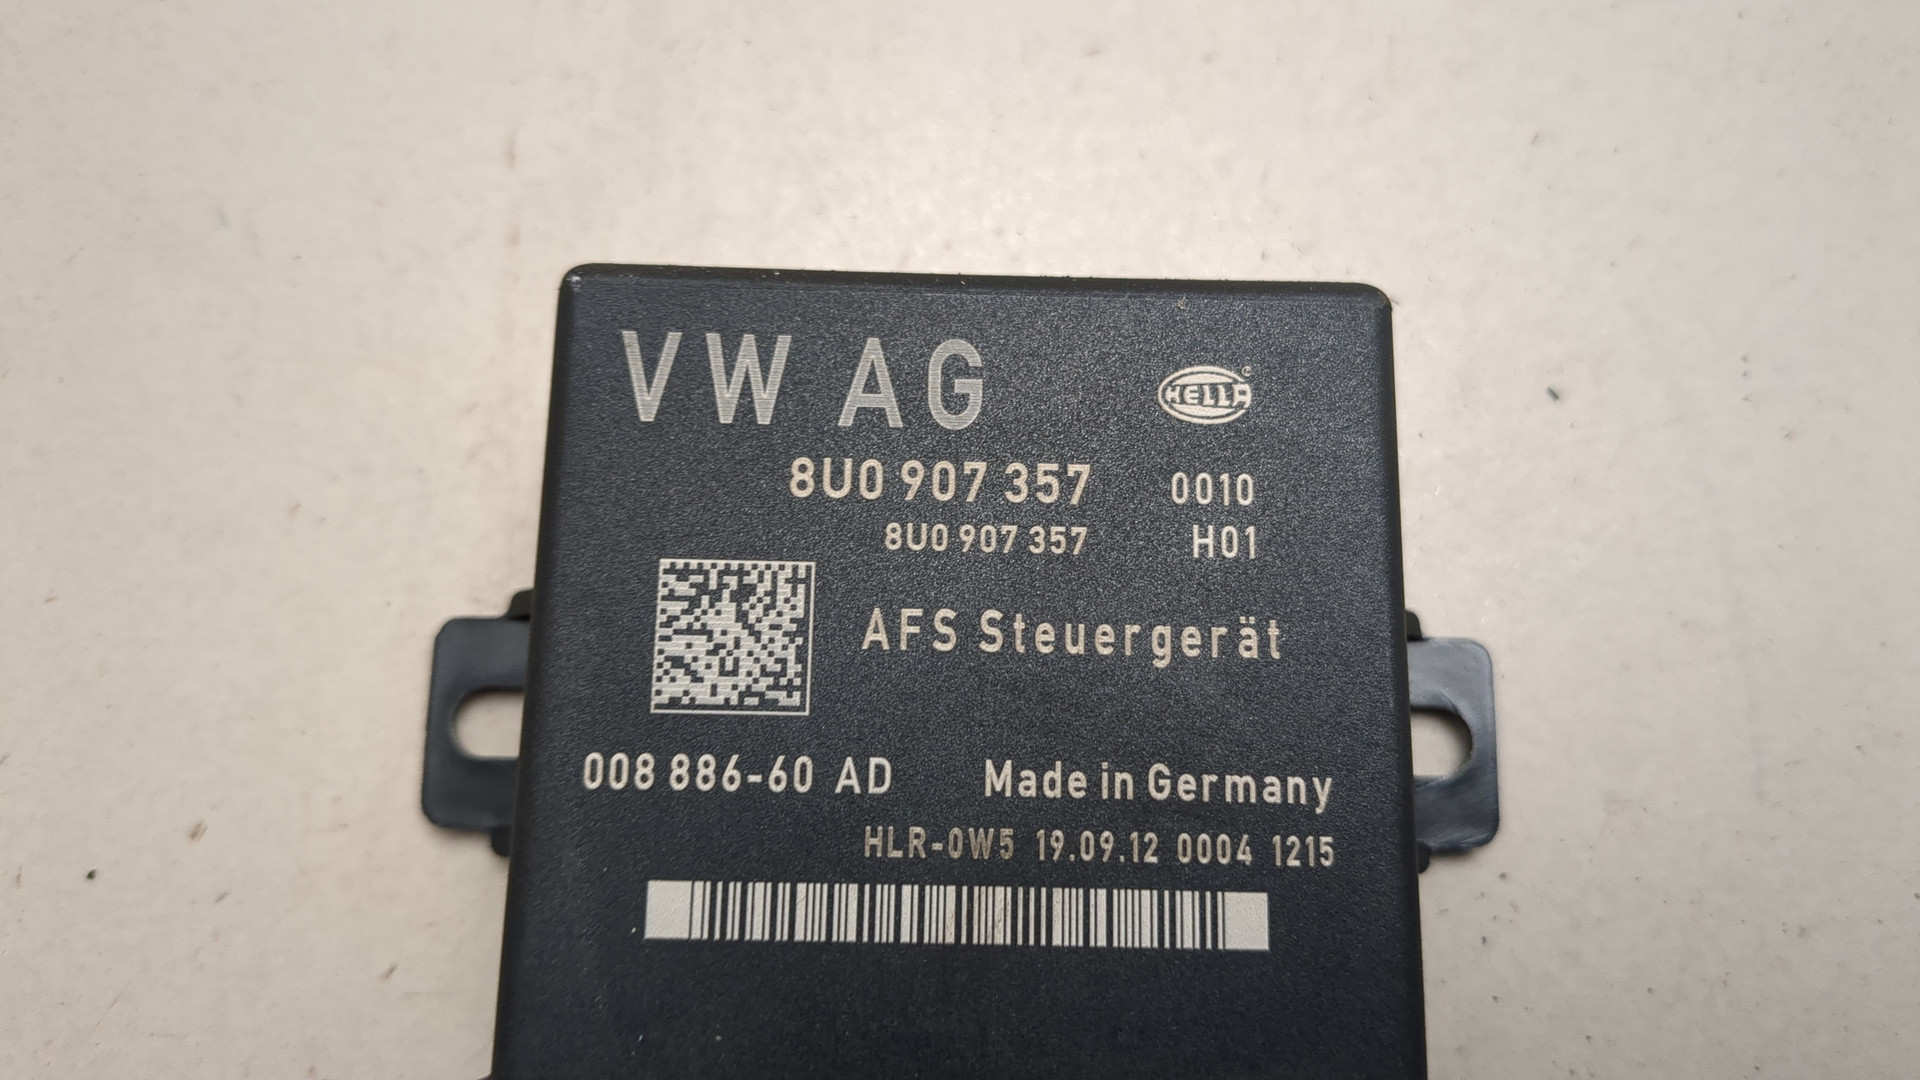 VW AG
HELLA
8U0 907 357 0010
8U0 907 357 H01
AFS Steuergerät
008 886-60 AD Made in Germany
HLR-0W5 19.09.12 0004 1215